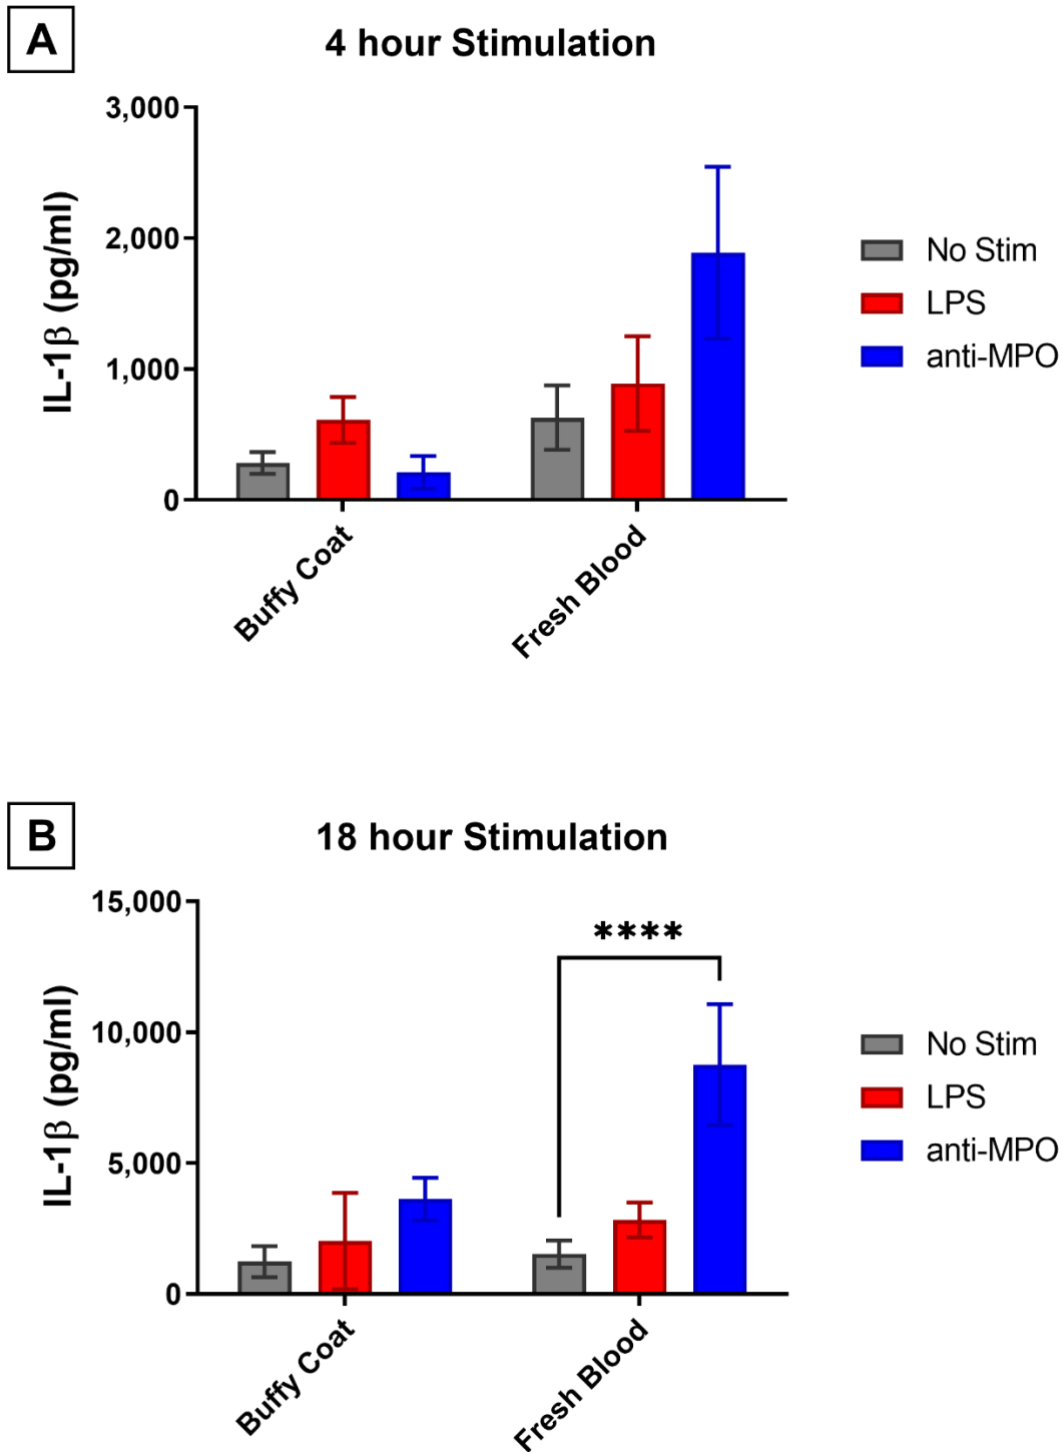 A
4 hour Stimulation
3,000
2,000
1,000
0
IL-1β (pg/ml)
Buffy Coat
Fresh Blood
No Stim
LPS
anti-MPO
B
18 hour Stimulation
15,000
10,000
5,000
0
IL-1β (pg/ml)
****
Buffy Coat
Fresh Blood
No Stim
LPS
anti-MPO